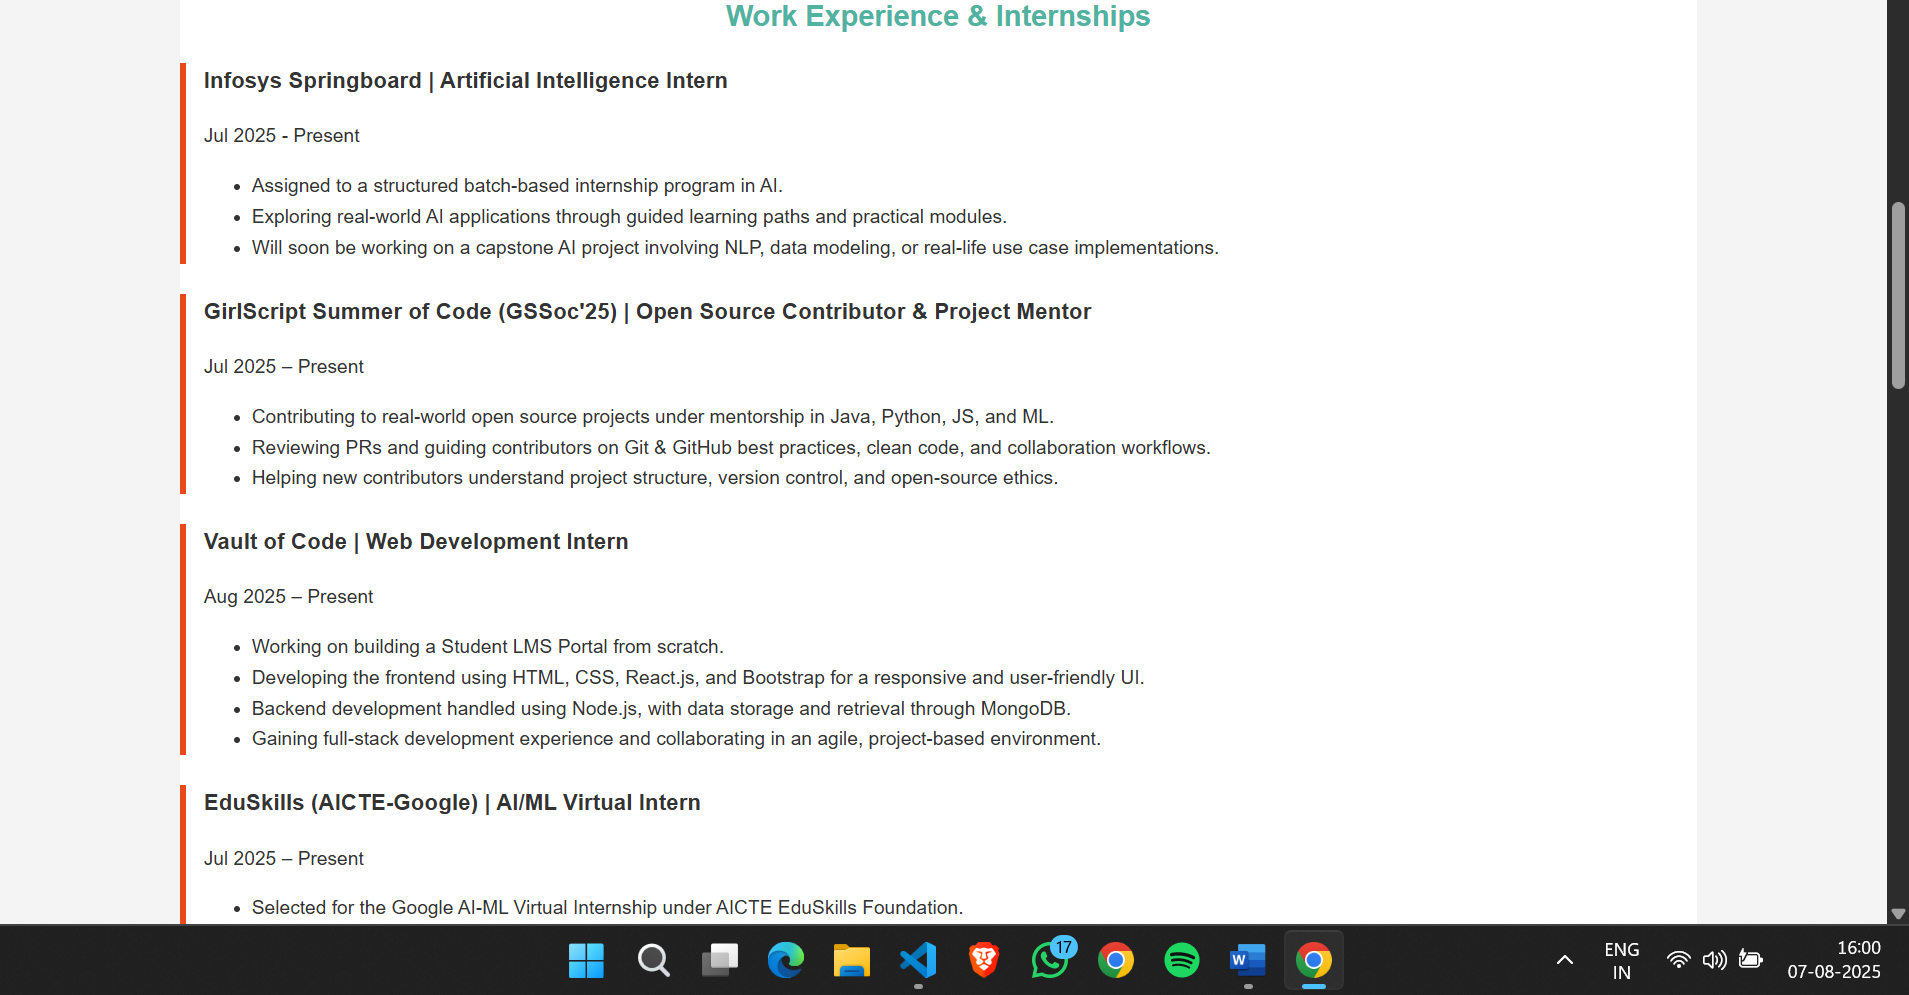 Work Experience & Internships
Infosys Springboard | Artificial Intelligence Intern
Jul 2025 - Present
Assigned to a structured batch-based internship program in AI.
Exploring real-world AI applications through guided learning paths and practical modules.
Will soon be working on a capstone AI project involving NLP, data modeling, or real-life use case implementations.
GirlScript Summer of Code (GSSoc'25) | Open Source Contributor & Project Mentor
Jul 2025 – Present
Contributing to real-world open source projects under mentorship in Java, Python, JS, and ML.
Reviewing PRs and guiding contributors on Git & GitHub best practices, clean code, and collaboration workflows.
Helping new contributors understand project structure, version control, and open-source ethics.
Vault of Code | Web Development Intern
Aug 2025 – Present
Working on building a Student LMS Portal from scratch.
Developing the frontend using HTML, CSS, React.js, and Bootstrap for a responsive and user-friendly UI.
Backend development handled using Node.js, with data storage and retrieval through MongoDB.
Gaining full-stack development experience and collaborating in an agile, project-based environment.
EduSkills (AICTE-Google) | AI/ML Virtual Intern
Jul 2025 – Present
Selected for the Google AI-ML Virtual Internship under AICTE EduSkills Foundation.
17
W
ENG
IN
16:00
07-08-2025